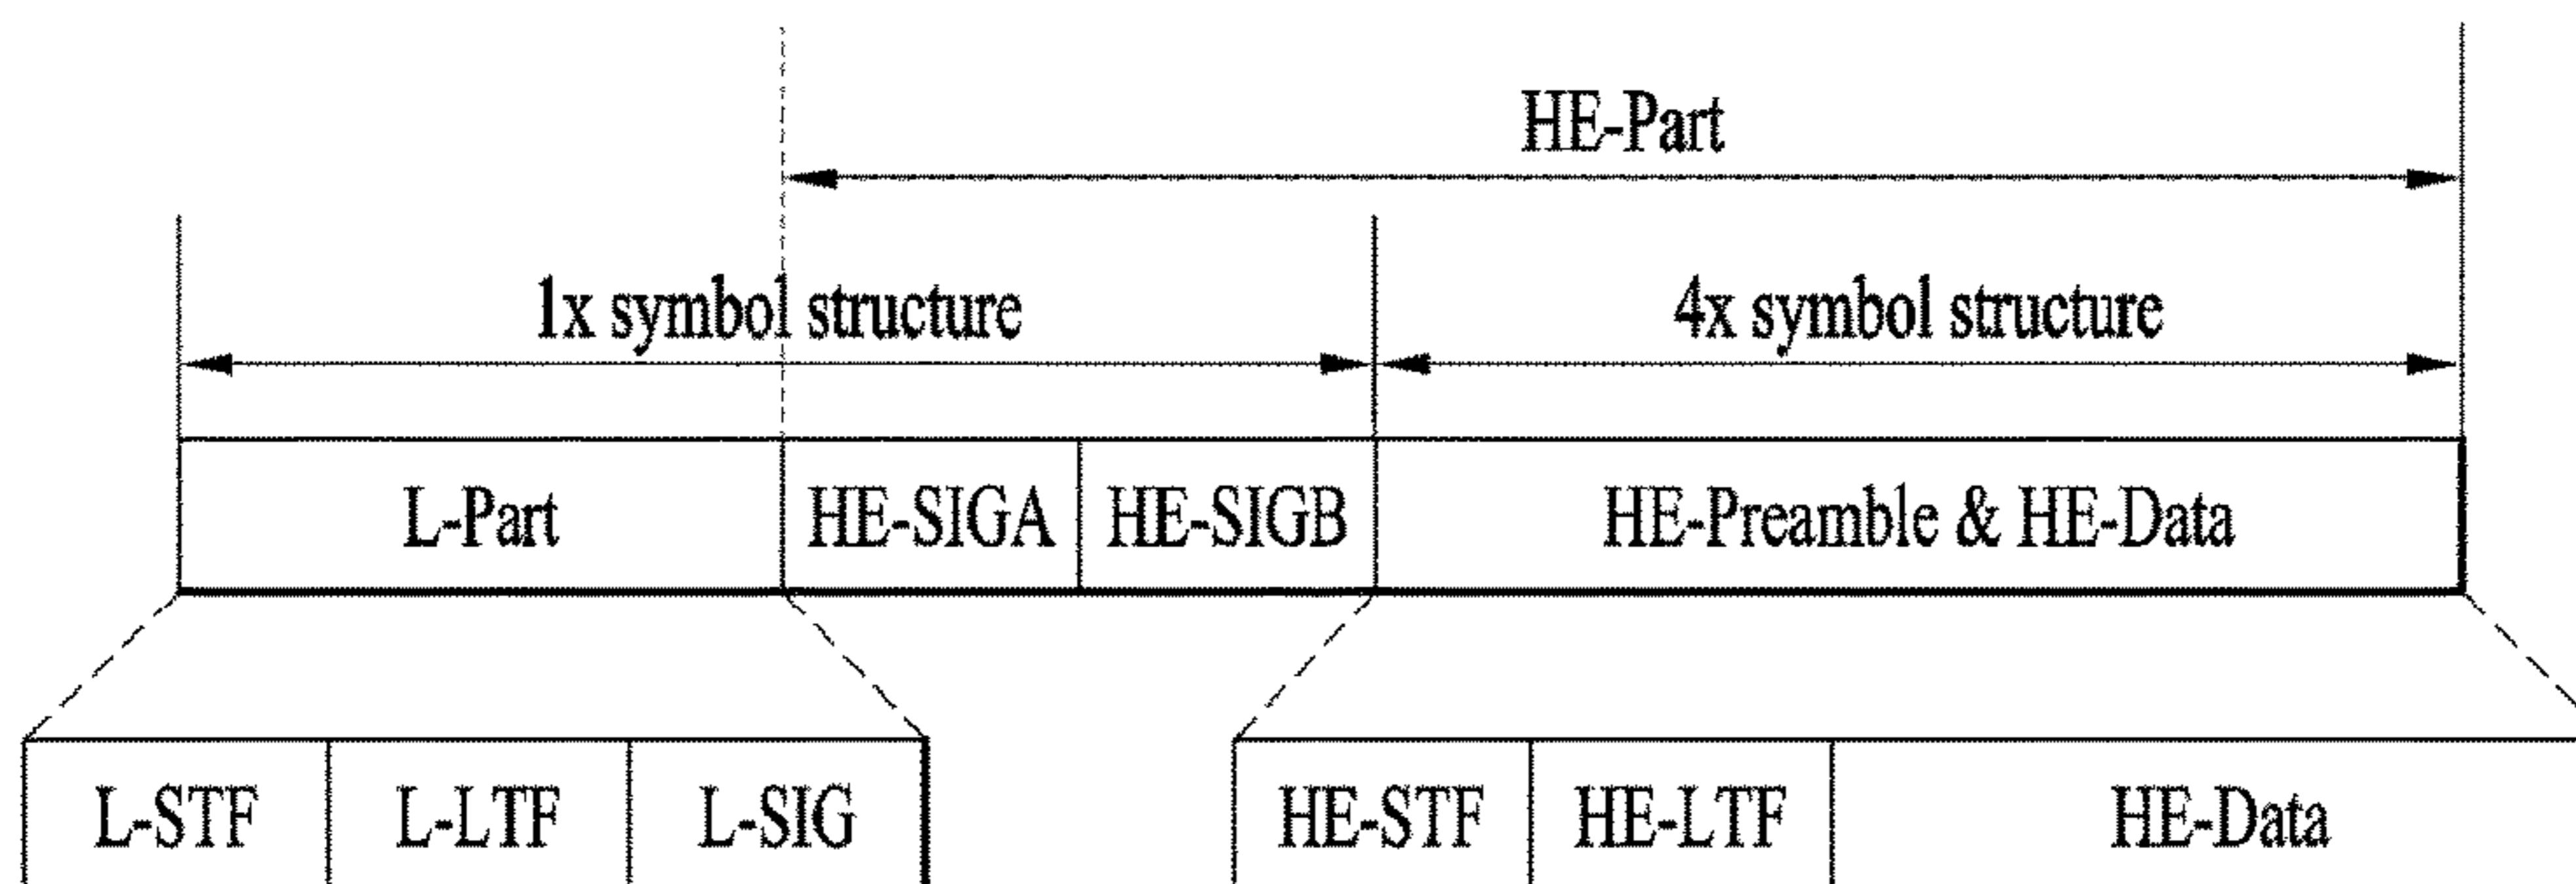 HE-Part
1x symbol structure
4x symbol structure
L-Part
HE-SIGA
HE-SIGB
HE-Preamble & HE-Data
L-STF
L-LTF
L-SIG
HE-STF
HE-LTF
HE-Data